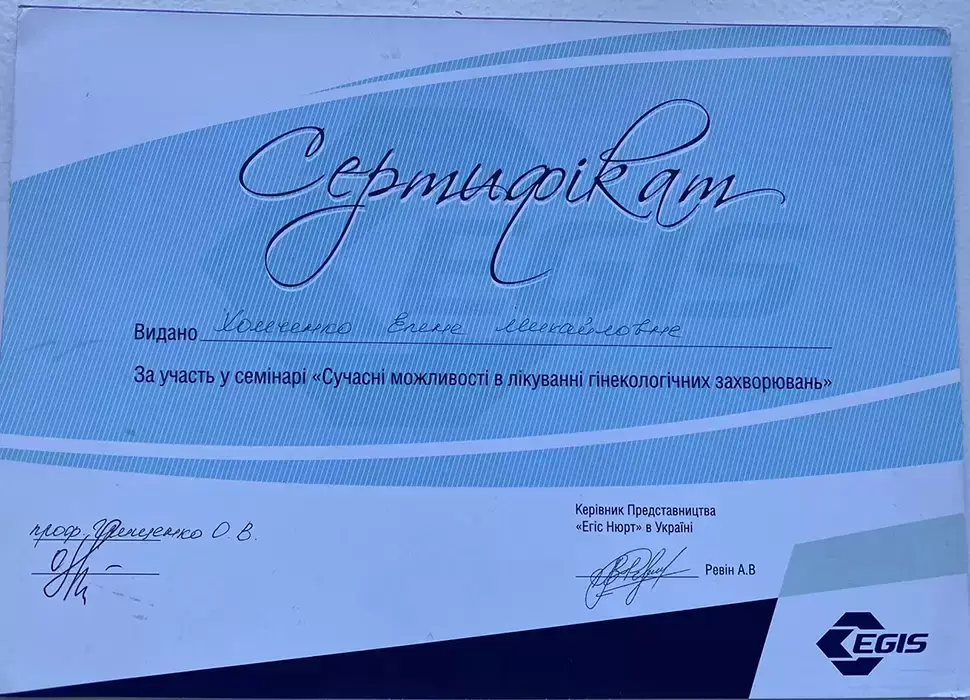 Сертифікат
Видано Хомченко Елене Михайловне
За участь у семінарі «Сучасні можливості в лікуванні гінекологічних захворювань»
проф. Грищенко О. В.
Керівник Представництва
«Егіс Нюрт» в Україні
Ревін А.В
EGIS